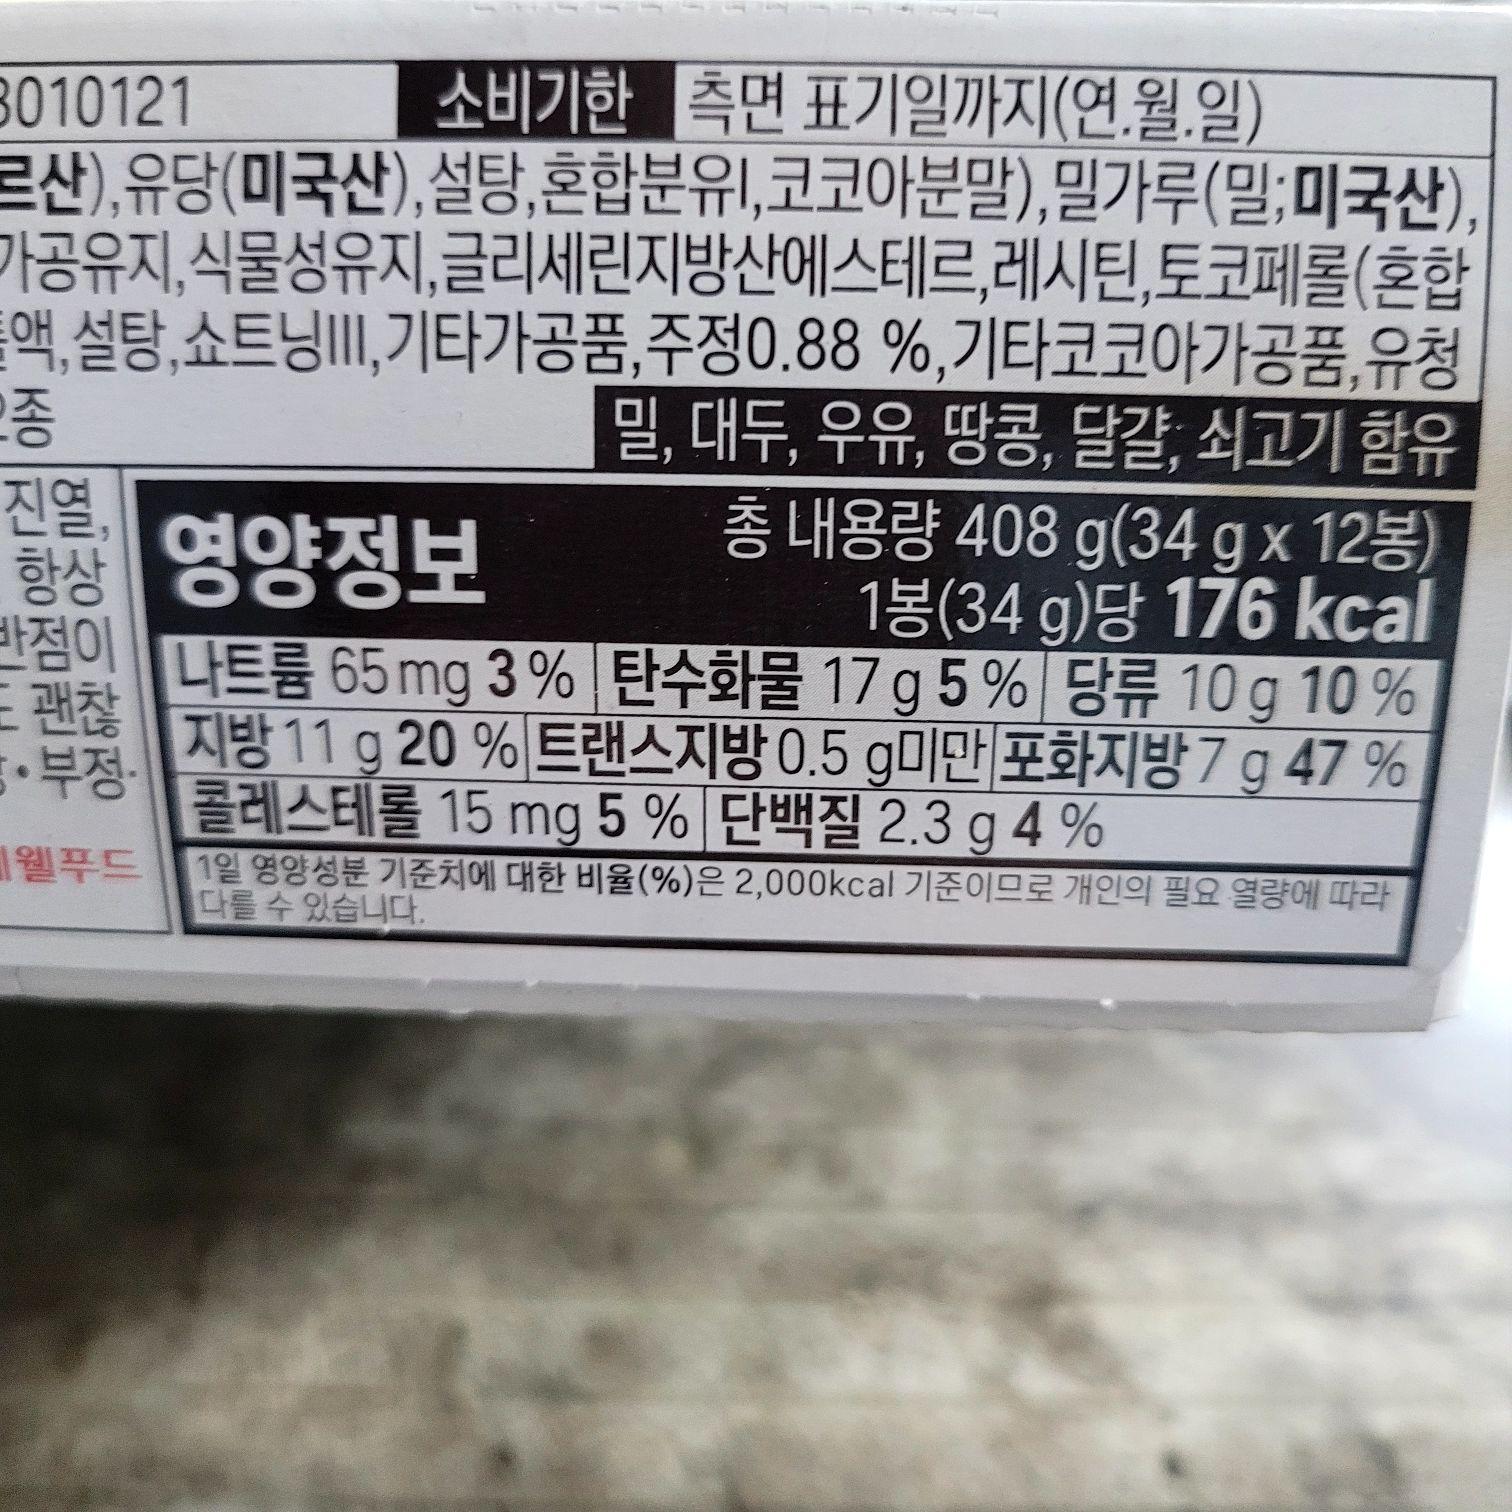 3010121 소비기한 측면 표기일까지(연.월.일)
르산),유당(미국산),설탕,혼합분유I,코코아분말),밀가루(밀;미국산),
가공유지,식물성유지,글리세린지방산에스테르,레시틴,토코페롤(혼합
액,설탕,쇼트닝III,기타가공품,주정0.88 %,기타코코아가공품,유청
종
밀, 대두, 우유, 땅콩, 달걀, 쇠고기 함유
진열,
항상
반점이
괜찮
부정·
웰푸드
영양정보
총 내용량 408 g(34 g x 12봉)
1봉(34 g)당 176 kcal
나트륨 65 mg 3 % 탄수화물 17 g 5 % 당류 10 g 10 %
지방 11 g 20 % 트랜스지방 0.5 g미만 포화지방 7 g 47 %
콜레스테롤 15 mg 5 % 단백질 2.3 g 4 %
1일 영양성분 기준치에 대한 비율(%)은 2,000kcal 기준이므로 개인의 필요 열량에 따라
다를 수 있습니다.